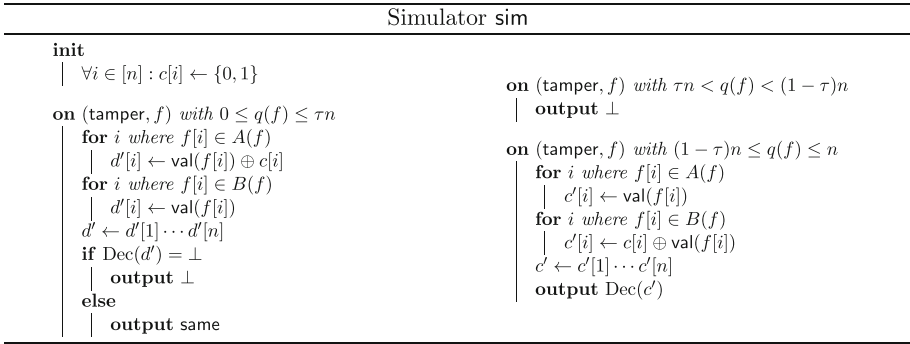 Simulator sim
init
∀i ∈ [n] : c[i] ← {0, 1}
on (tamper, f) with 0 ≤ q(f) ≤ τn
for i where f[i] ∈ A(f)
d′[i] ← val(f[i]) ⊕ c[i]
for i where f[i] ∈ B(f)
d′[i] ← val(f[i])
d′ ← d′[1] ··· d′[n]
if Dec(d′) = ⊥
output ⊥
else
output same
on (tamper, f) with τn < q(f) < (1 − τ)n
output ⊥
on (tamper, f) with (1 − τ)n ≤ q(f) ≤ n
for i where f[i] ∈ A(f)
c′[i] ← val(f[i])
for i where f[i] ∈ B(f)
c′[i] ← c[i] ⊕ val(f[i])
c′ ← c′[1] ··· c′[n]
output Dec(c′)